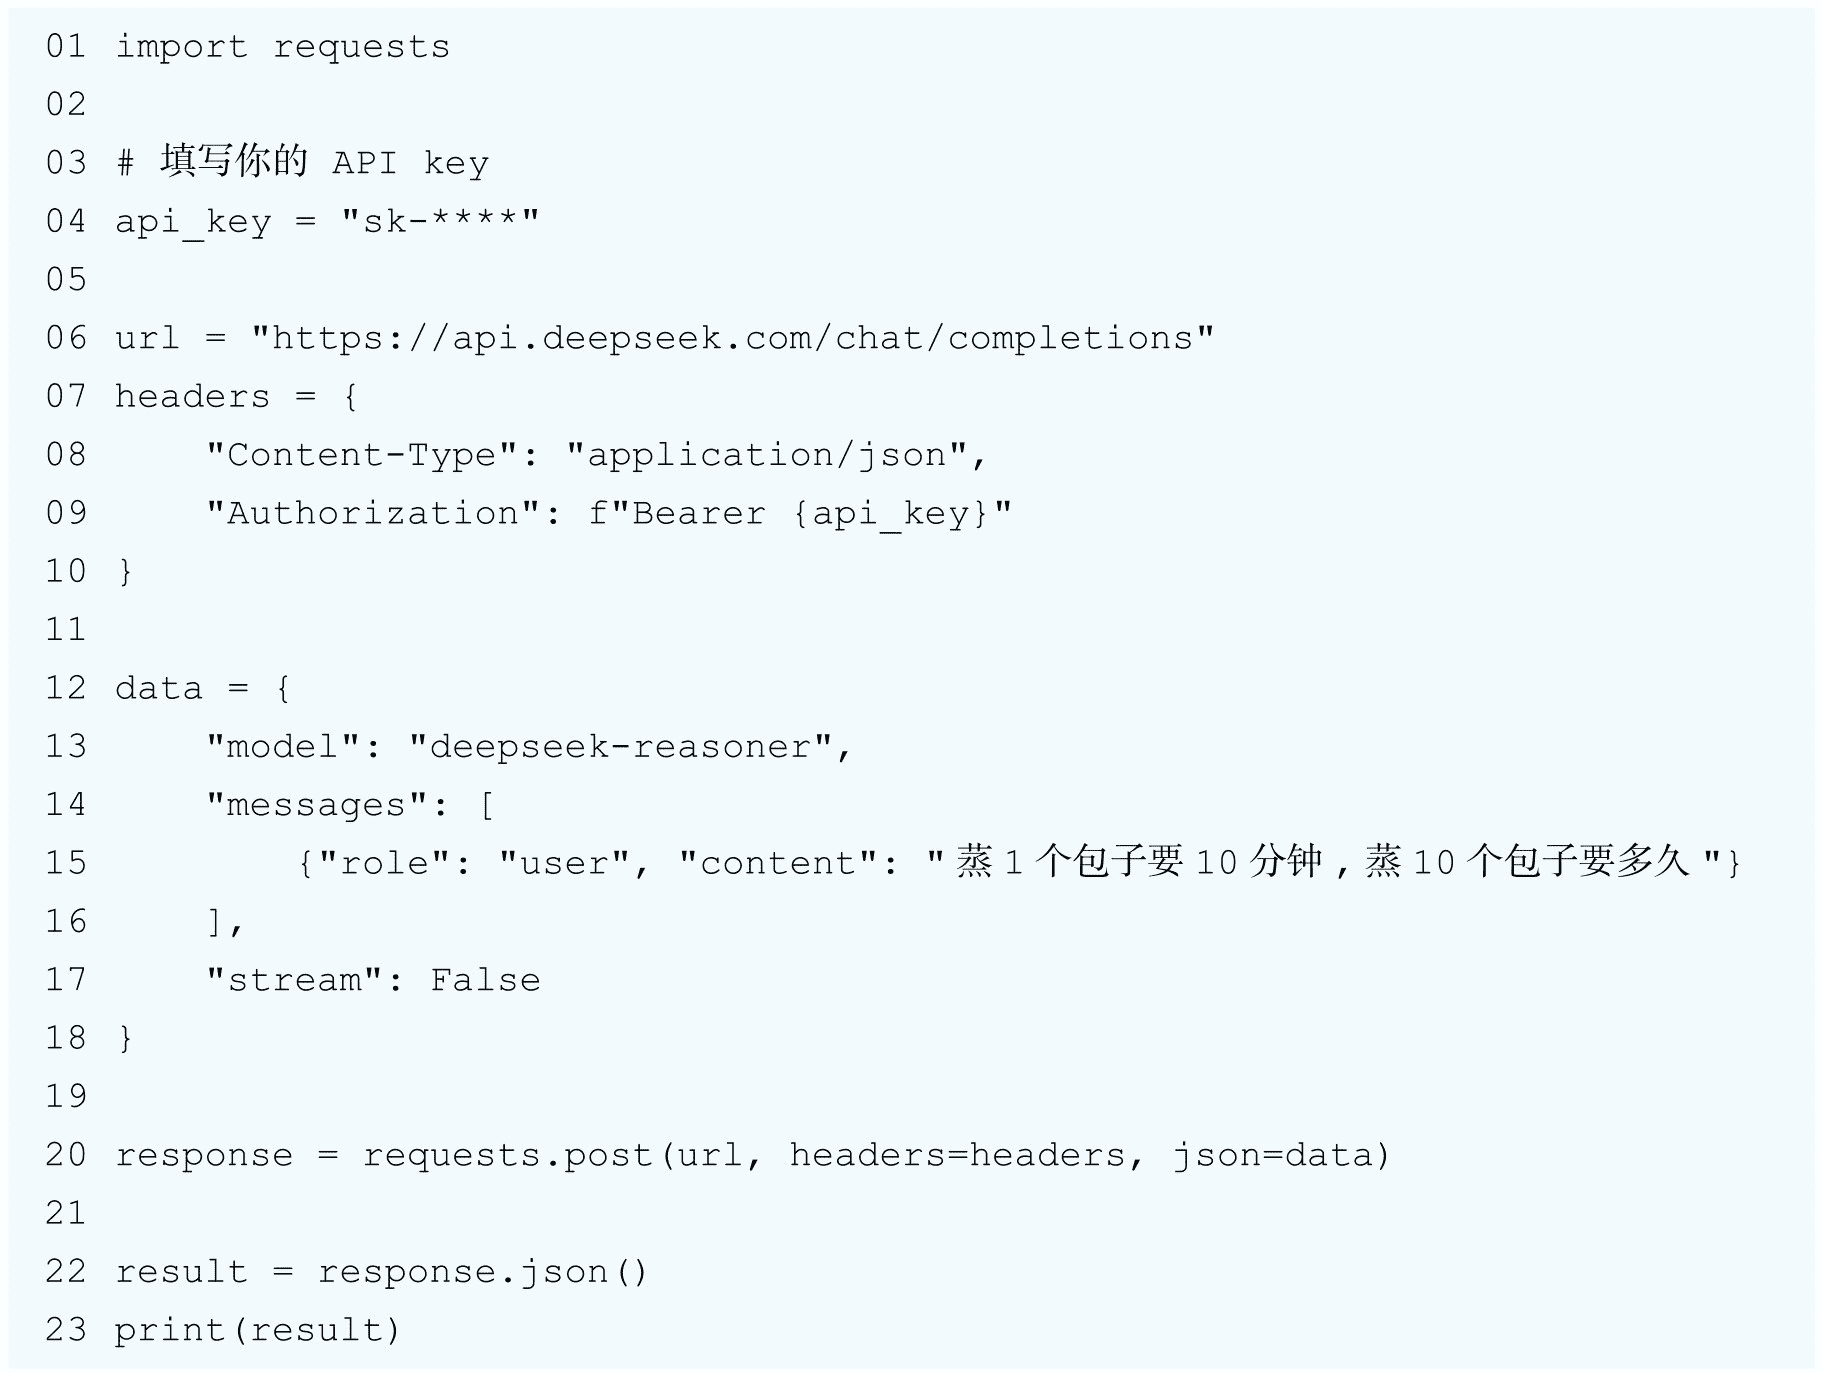 01 import requests
02
03 # 填写你的 API key
04 api_key = "sk-****"
05
06 url = "https://api.deepseek.com/chat/completions"
07 headers = {
08     "Content-Type": "application/json",
09     "Authorization": f"Bearer {api_key}"
10 }
11
12 data = {
13     "model": "deepseek-reasoner",
14     "messages": [
15         {"role": "user", "content": "蒸1个包子要10分钟，蒸10个包子要多久"}
16     ],
17     "stream": False
18 }
19
20 response = requests.post(url, headers=headers, json=data)
21
22 result = response.json()
23 print(result)